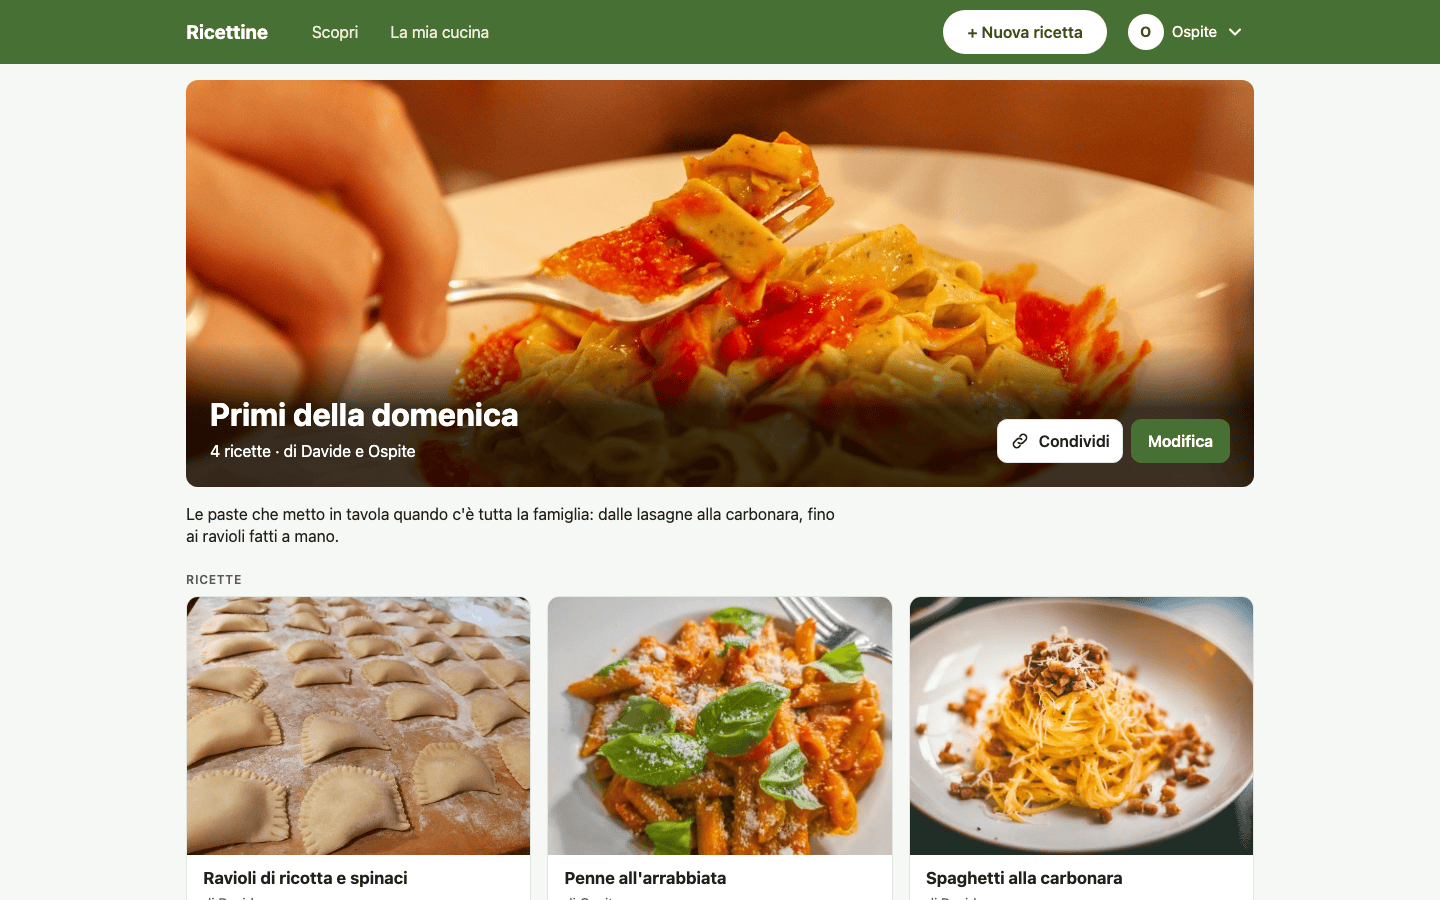 Ricettine
Scopri
La mia cucina
+ Nuova ricetta
O
Ospite
Primi della domenica
4 ricette · di Davide e Ospite
Condividi
Modifica
Le paste che metto in tavola quando c'è tutta la famiglia: dalle lasagne alla carbonara, fino
ai ravioli fatti a mano.
RICETTE
Ravioli di ricotta e spinaci
Penne all'arrabbiata
Spaghetti alla carbonara